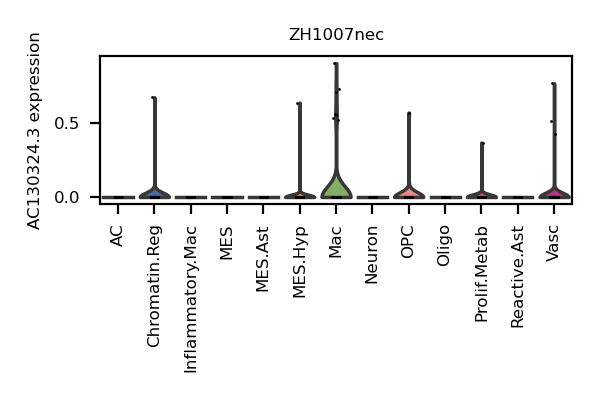 ZH1007nec
AC130324.3 expression
0.5
0.0
AC
Chromatin.Reg
Inflammatory.Mac
MES
MES.Ast
MES.Hyp
Mac
Neuron
OPC
Oligo
Prolif.Metab
Reactive.Ast
Vasc